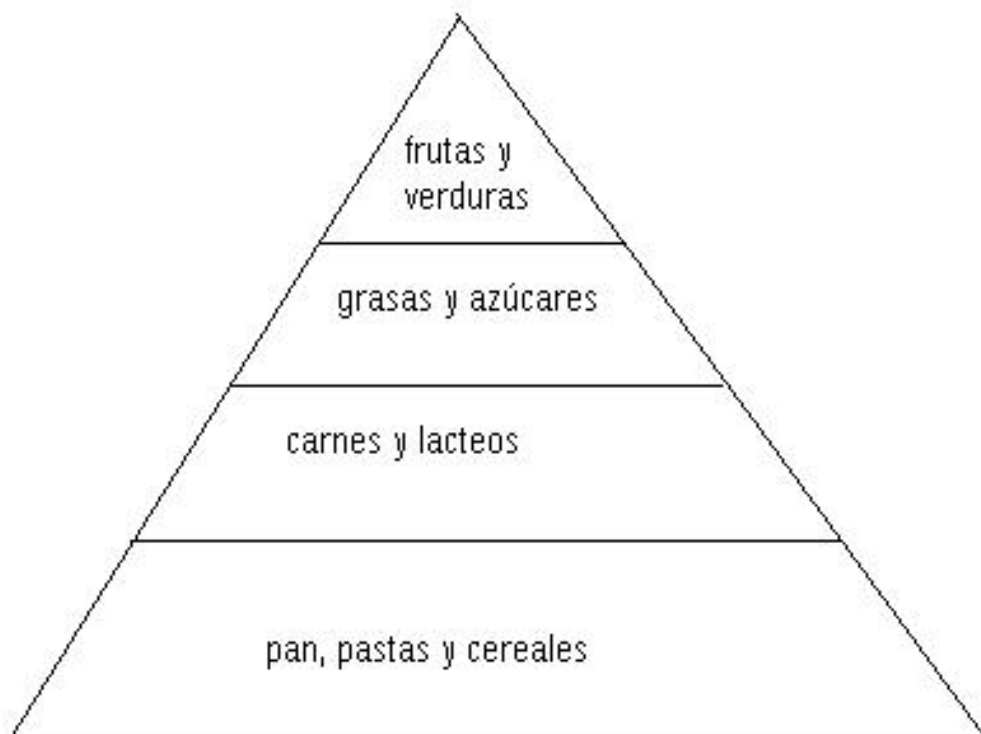 frutas y
verduras
grasas y azúcares
carnes y lacteos
pan, pastas y cereales